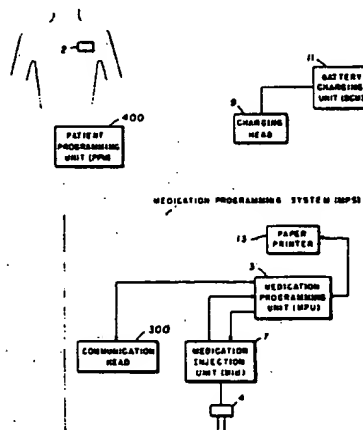 2
400
PATIENT
PROGRAMMING
UNIT (PPU)
11
BATTERY
CHARGING
UNIT (BCU)
9
CHARGING
HEAD
MEDICATION PROGRAMMING SYSTEM (MPS)
13
PAPER
PRINTER
3
MEDICATION
PROGRAMMING
UNIT (MPU)
300
COMMUNICATION
HEAD
7
MEDICATION
INJECTION
UNIT (MIU)
4